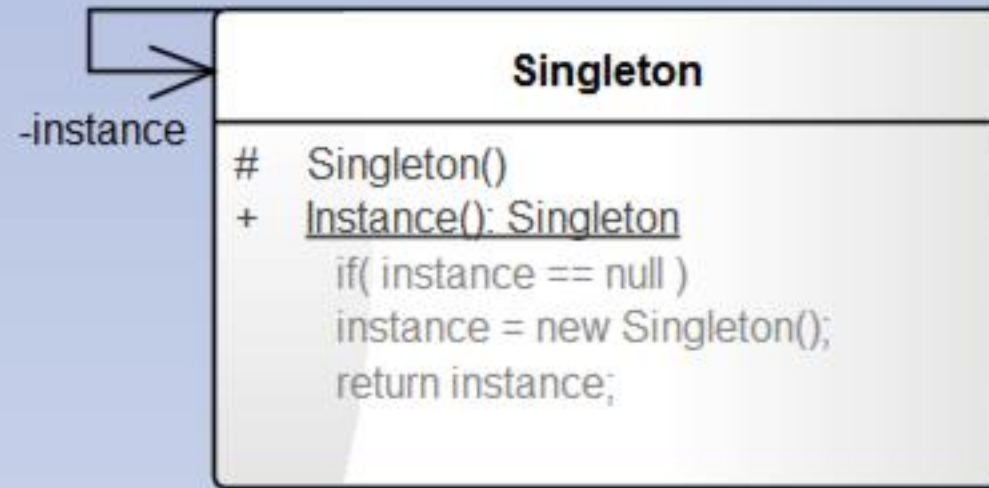 Singleton
-instance
# Singleton()
+ Instance(): Singleton
if( instance == null )
instance = new Singleton();
return instance;